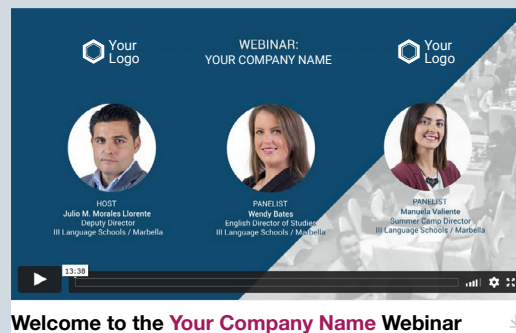 Your
Logo
WEBINAR:
YOUR COMPANY NAME
Your
Logo
HOST
Julio M. Morales Llorente
Deputy Director
III Language Schools / Marbella
PANELIST
Wendy Bates
English Director of Studies
III Language Schools / Marbella
PANELIST
Manuela Valiente
Summer Camp Director
III Language Schools / Marbella
13:38
Welcome to the Your Company Name Webinar